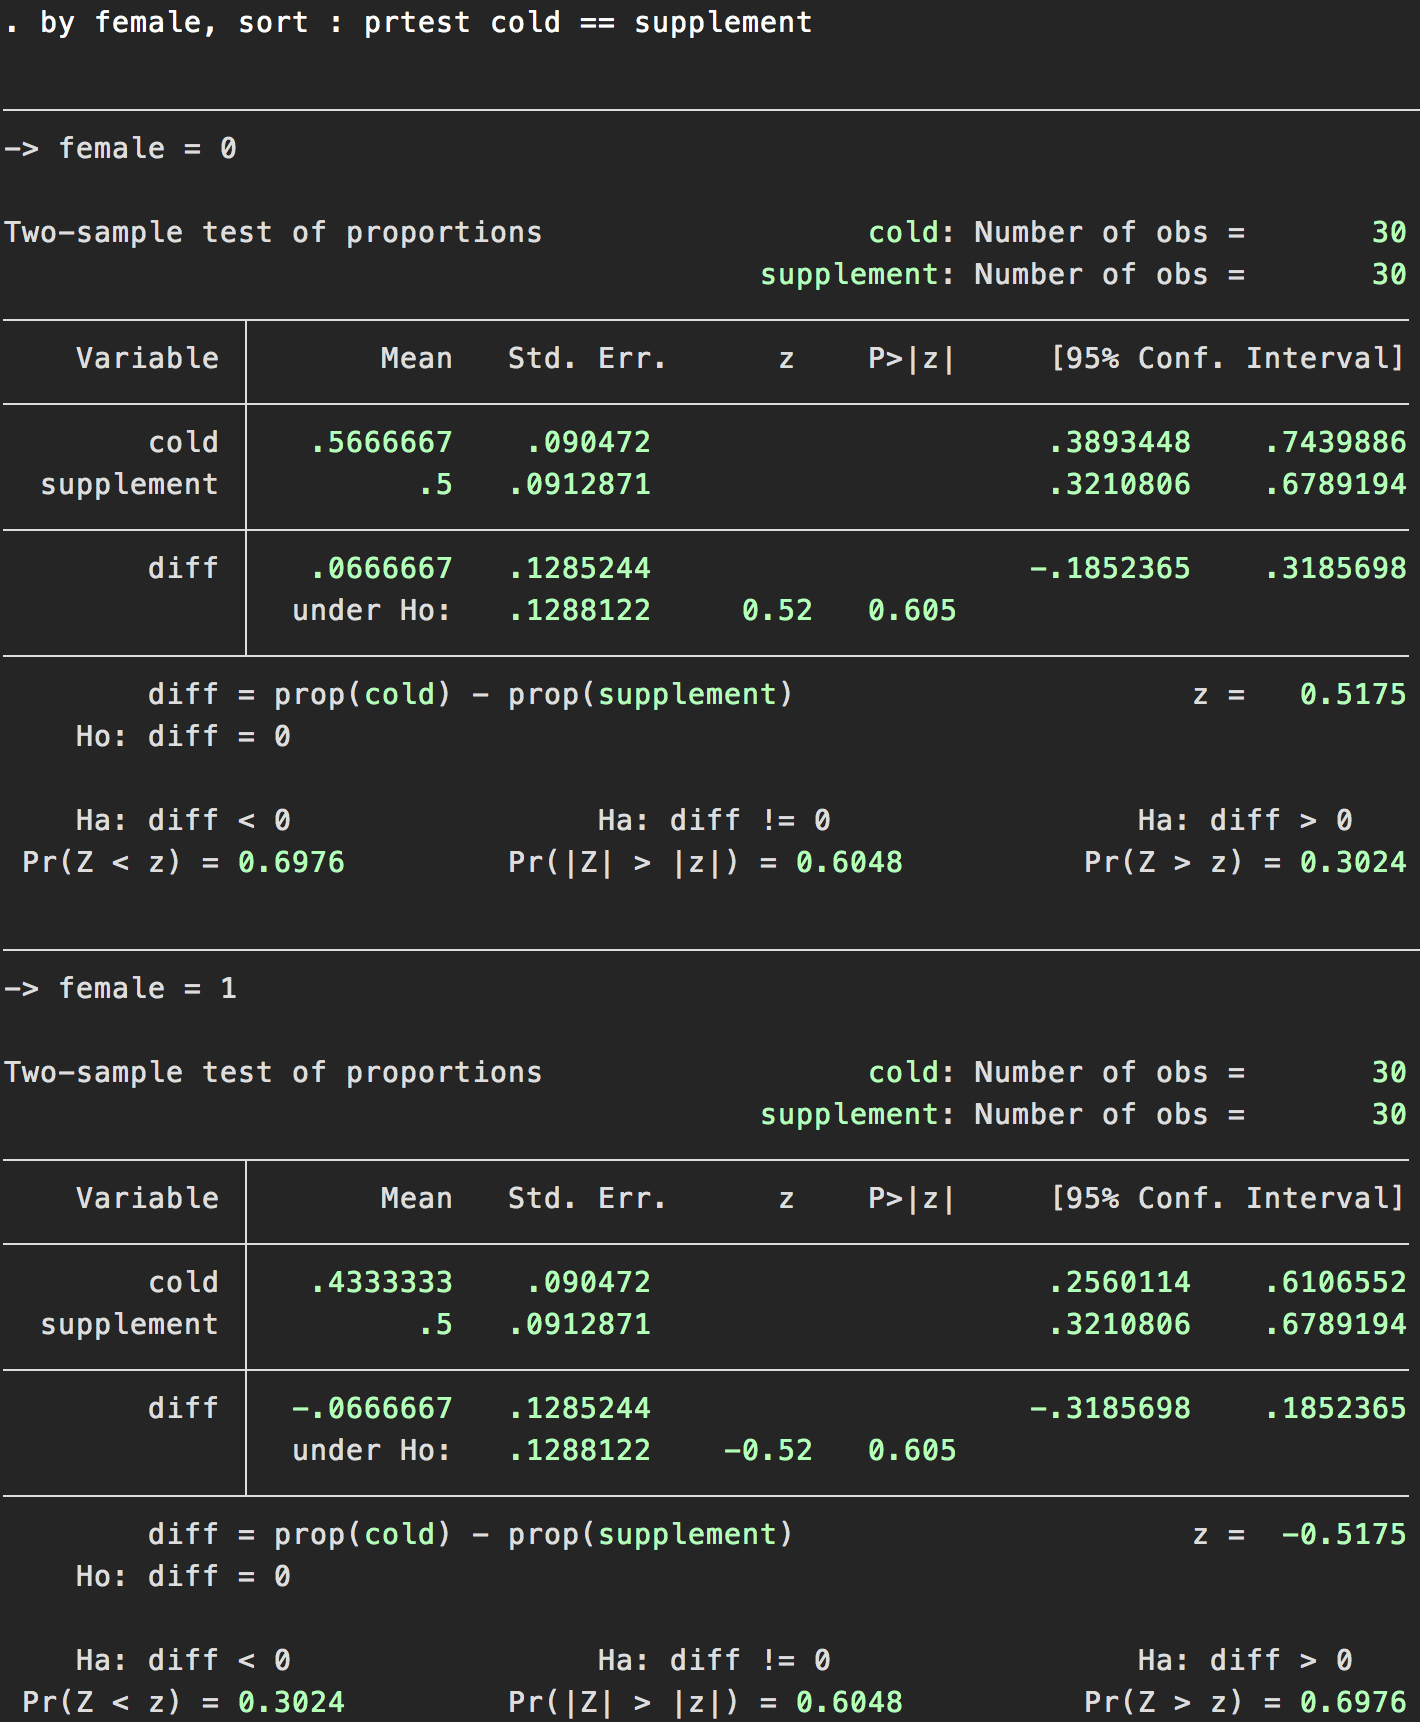 . by female, sort : prtest cold == supplement
-> female = 0
Two-sample test of proportions cold: Number of obs = 30
supplement: Number of obs = 30
Variable Mean Std. Err. z P>|z| [95% Conf. Interval]
cold .5666667 .090472 .3893448 .7439886
supplement .5 .0912871 .3210806 .6789194
diff .0666667 .1285244 -.1852365 .3185698
under Ho: .1288122 0.52 0.605
diff = prop(cold) - prop(supplement) z = 0.5175
Ho: diff = 0
Ha: diff < 0 Ha: diff != 0 Ha: diff > 0
Pr(Z < z) = 0.6976 Pr(|Z| > |z|) = 0.6048 Pr(Z > z) = 0.3024
-> female = 1
Two-sample test of proportions cold: Number of obs = 30
supplement: Number of obs = 30
Variable Mean Std. Err. z P>|z| [95% Conf. Interval]
cold .4333333 .090472 .2560114 .6106552
supplement .5 .0912871 .3210806 .6789194
diff -.0666667 .1285244 -.3185698 .1852365
under Ho: .1288122 -0.52 0.605
diff = prop(cold) - prop(supplement) z = -0.5175
Ho: diff = 0
Ha: diff < 0 Ha: diff != 0 Ha: diff > 0
Pr(Z < z) = 0.3024 Pr(|Z| > |z|) = 0.6048 Pr(Z > z) = 0.6976